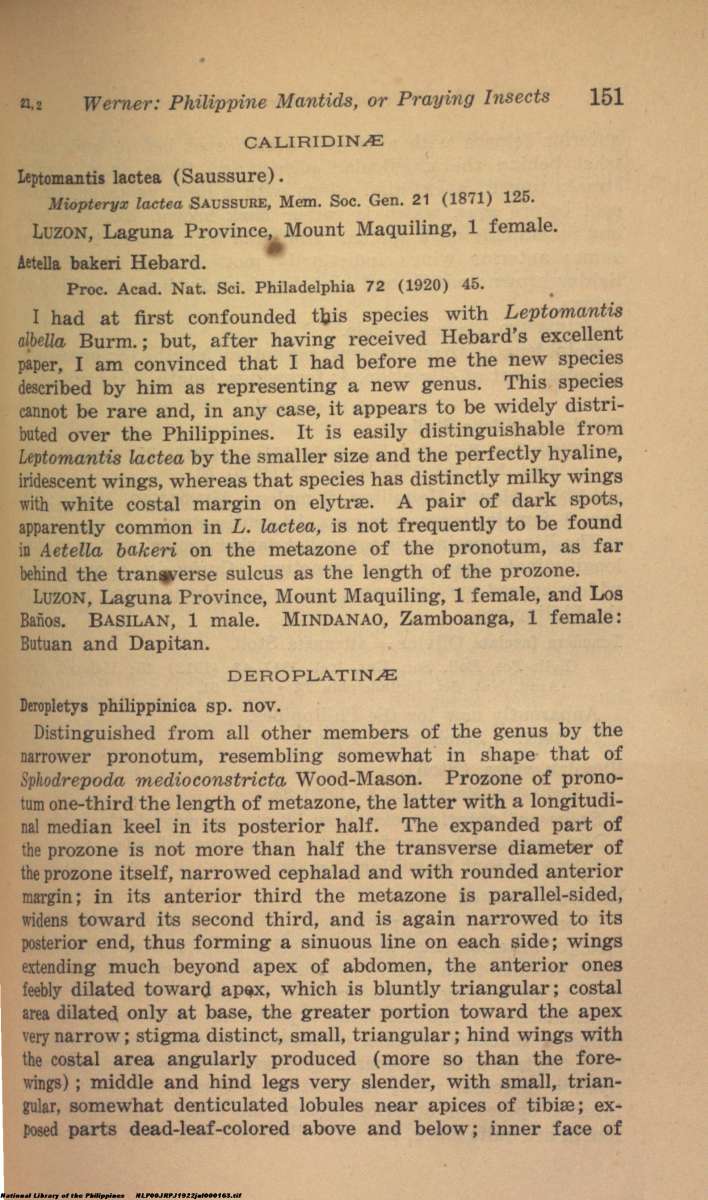 21,2 Werner: Philippine Mantids, or Praying Insects 151
CALIRIDINÆ
Leptomantis lactea (Saussure).
Miopteryx lactea SAUSSURE, Mem. Soc. Gen. 21 (1871) 125.
LUZON, Laguna Province, Mount Maquiling, 1 female.
Aetella bakeri Hebard.
Proc. Acad. Nat. Sci. Philadelphia 72 (1920) 45.
I had at first confounded this species with Leptomantis
albella Burm.; but, after having received Hebard's excellent
paper, I am convinced that I had before me the new species
described by him as representing a new genus. This species
cannot be rare and, in any case, it appears to be widely distri-
buted over the Philippines. It is easily distinguishable from
Leptomantis lactea by the smaller size and the perfectly hyaline,
iridescent wings, whereas that species has distinctly milky wings
with white costal margin on elytræ. A pair of dark spots,
apparently common in L. lactea, is not frequently to be found
in Aetella bakeri on the metazone of the pronotum, as far
behind the transverse sulcus as the length of the prozone.
LUZON, Laguna Province, Mount Maquiling, 1 female, and Los
Baños. BASILAN, 1 male. MINDANAO, Zamboanga, 1 female:
Butuan and Dapitan.
DEROPLATINÆ
Deropletys philippinica sp. nov.
Distinguished from all other members of the genus by the
narrower pronotum, resembling somewhat in shape that of
Sphodrepoda medioconstricta Wood-Mason. Prozone of prono-
tum one-third the length of metazone, the latter with a longitudi-
nal median keel in its posterior half. The expanded part of
the prozone is not more than half the transverse diameter of
the prozone itself, narrowed cephalad and with rounded anterior
margin; in its anterior third the metazone is parallel-sided,
widens toward its second third, and is again narrowed to its
posterior end, thus forming a sinuous line on each side; wings
extending much beyond apex of abdomen, the anterior ones
feebly dilated toward apex, which is bluntly triangular; costal
area dilated only at base, the greater portion toward the apex
very narrow; stigma distinct, small, triangular; hind wings with
the costal area angularly produced (more so than the fore-
wings); middle and hind legs very slender, with small, trian-
gular, somewhat denticulated lobules near apices of tibiæ; ex-
posed parts dead-leaf-colored above and below; inner face of
National Library of the Philippines NLP00JRPJ1922jul000163.tif